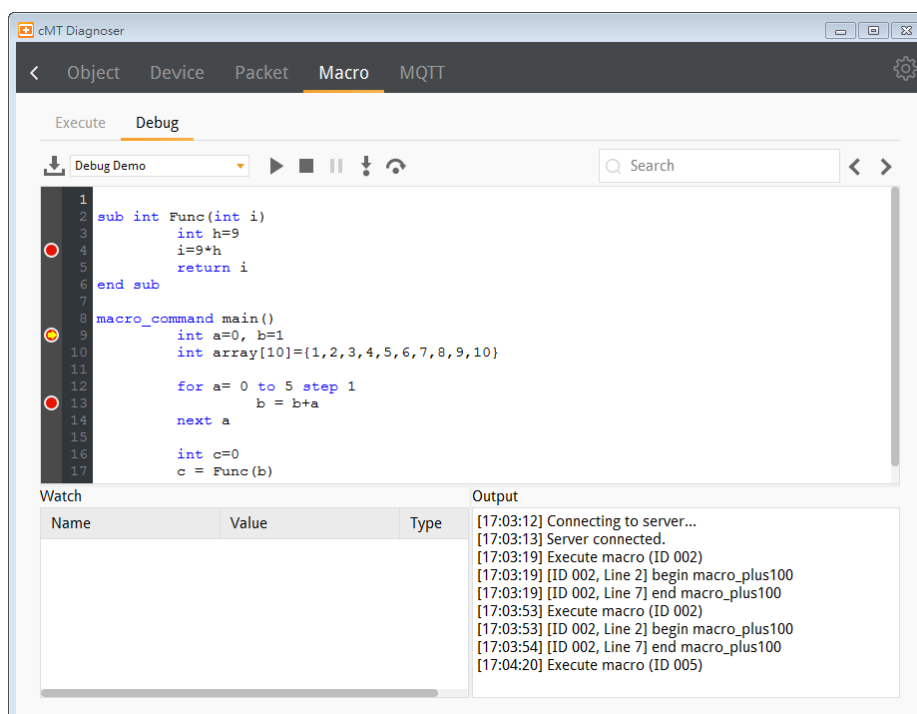 cMT Diagnoser
Object Device Packet Macro MQTT
Execute Debug
Debug Demo Search
1
2 sub int Func(int i)
3 int h=9
4 i=9*h
5 return i
6 end sub
7
8 macro_command main()
9 int a=0, b=1
10 int array[10]={1,2,3,4,5,6,7,8,9,10}
11
12 for a= 0 to 5 step 1
13 b = b+a
14 next a
15
16 int c=0
17 c = Func(b)
Watch
Name Value Type
Output
[17:03:12] Connecting to server...
[17:03:13] Server connected.
[17:03:19] Execute macro (ID 002)
[17:03:19] [ID 002, Line 2] begin macro_plus100
[17:03:19] [ID 002, Line 7] end macro_plus100
[17:03:53] Execute macro (ID 002)
[17:03:53] [ID 002, Line 2] begin macro_plus100
[17:03:54] [ID 002, Line 7] end macro_plus100
[17:04:20] Execute macro (ID 005)